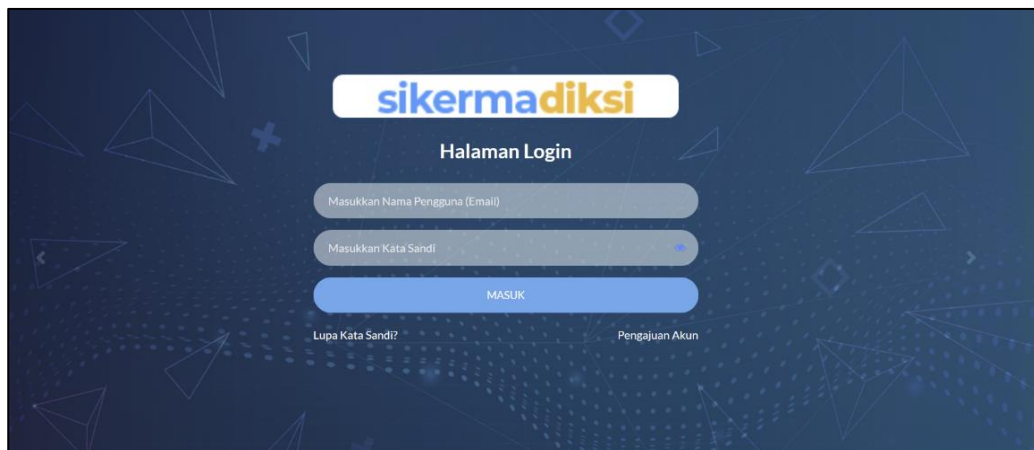 sikermadiksi
Halaman Login
Masukkan Nama Pengguna (Email)
Masukkan Kata Sandi
MASUK
Lupa Kata Sandi?
Pengajuan Akun